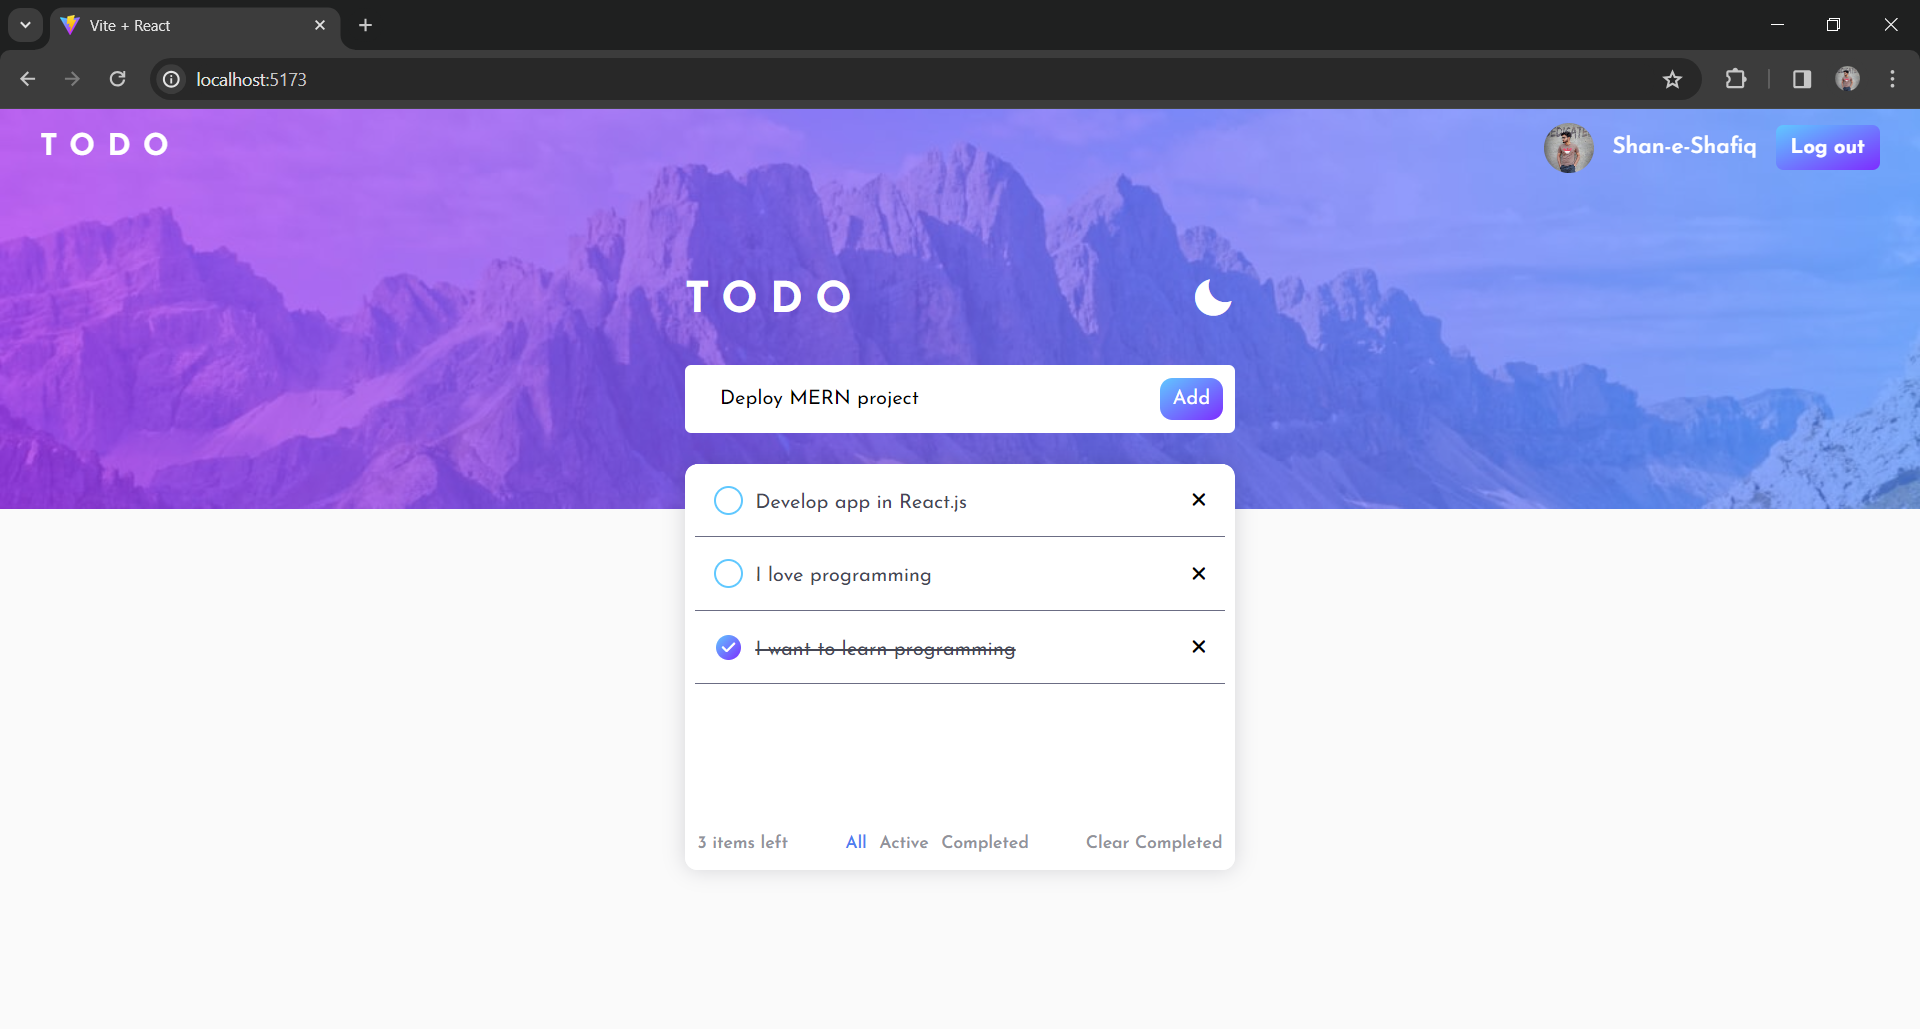 Vite + React
localhost:5173
TODO
Shan-e-Shafiq
Log out
TODO
Deploy MERN project
Add
Develop app in React.js
I love programming
I want to learn programming
3 items left
All
Active
Completed
Clear Completed